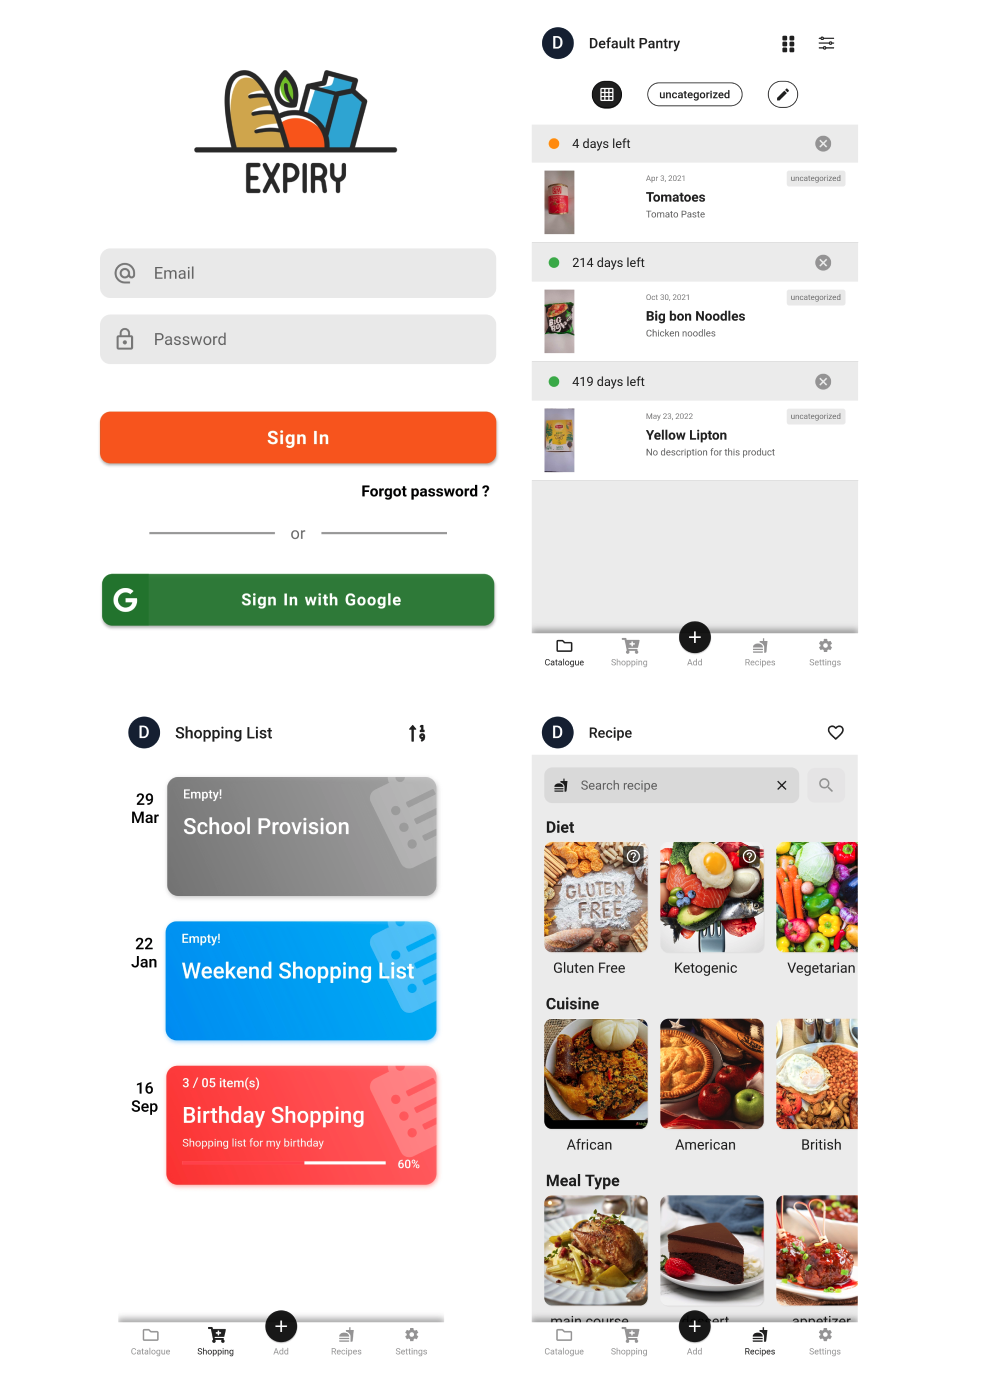 EXPIRY
Email
Password
Sign In
Forgot password ?
or
G
Sign In with Google
D
Default Pantry
uncategorized
4 days left
Apr 3, 2021
uncategorized
Tomatoes
Tomato Paste
214 days left
Oct 30, 2021
uncategorized
Big bon Noodles
Chicken noodles
BIG
BON
419 days left
May 23, 2022
uncategorized
Yellow Lipton
No description for this product
Catalogue
Shopping
Add
Recipes
Settings
D
Shopping List
29
Mar
Empty!
School Provision
22
Jan
Empty!
Weekend Shopping List
16
Sep
3 / 05 item(s)
Birthday Shopping
Shopping list for my birthday
60%
Catalogue
Shopping
Add
Recipes
Settings
D
Recipe
Search recipe
Diet
GLUTEN
FREE
Gluten Free
Ketogenic
Vegetarian
Cuisine
African
American
British
Meal Type
main course
appetizer
Catalogue
Shopping
Add
Recipes
Settings